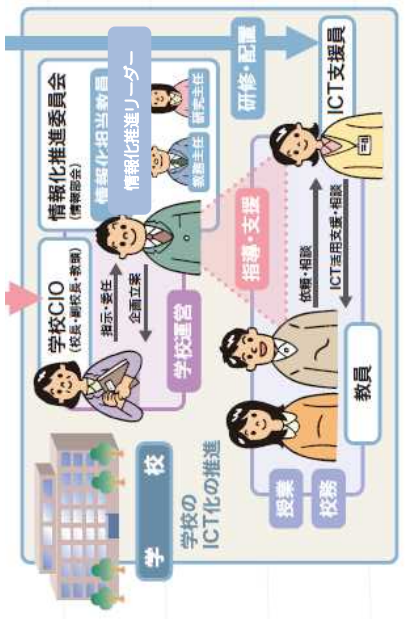 学校
学校の
ICT化の推進
学校CIO
(校長・副校長・教頭)
指示・委任
企画立案
学校運営
情報化推進委員会
(情報部会)
情報化担当教員
情報化推進リーダー
教務主任
研究主任
指導・支援
研修・配置
授業
校務
教員
依頼・相談
ICT活用支援・相談
ICT支援員